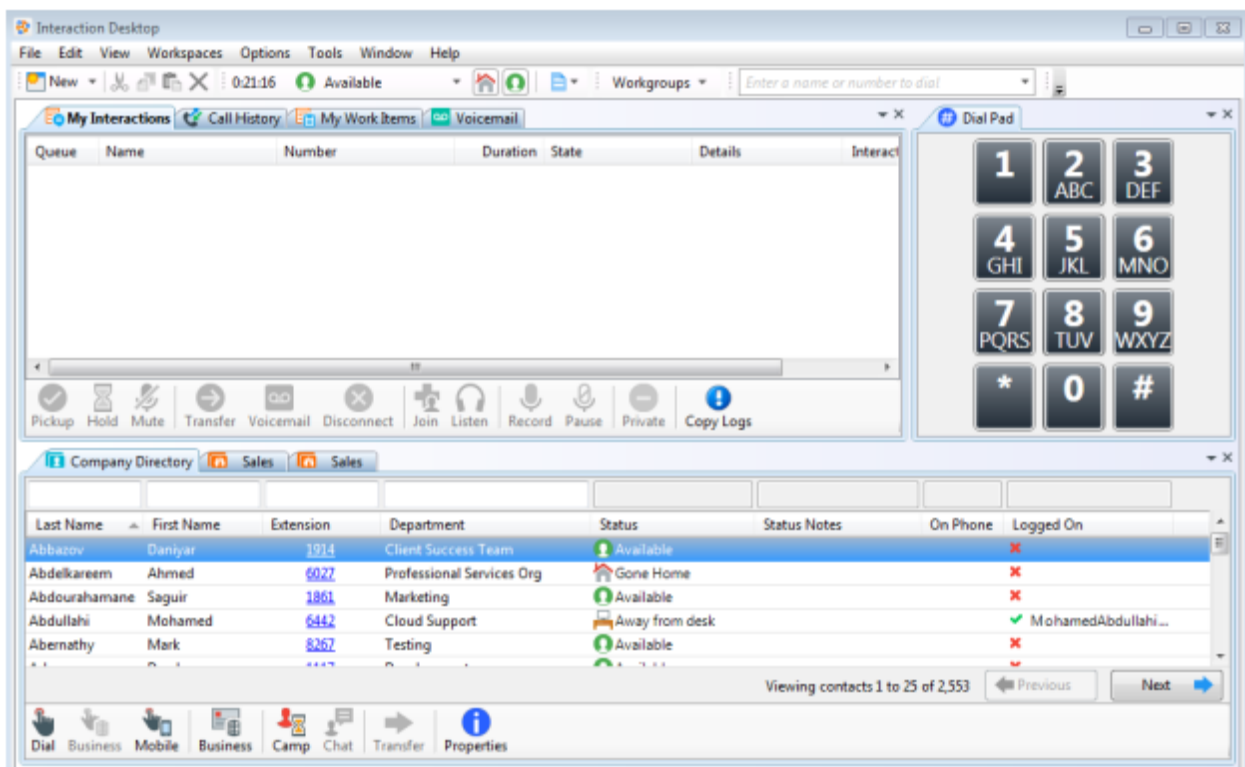 Interaction Desktop
File Edit View Workspaces Options Tools Window Help
New 0:21:16 Available Workgroups Enter a name or number to dial
My Interactions Call History My Work Items Voicemail
Queue Name Number Duration State Details Interact
Pickup Hold Mute Transfer Voicemail Disconnect Join Listen Record Pause Private Copy Logs
Dial Pad
1 2 3
ABC DEF
4 5 6
GHI JKL MNO
7 8 9
PQRS TUV WXYZ
* 0 #
Company Directory Sales Sales
Last Name First Name Extension Department Status Status Notes On Phone Logged On
Abbazov Daniyar 1914 Client Success Team Available
Abdelkareem Ahmed 6027 Professional Services Org Gone Home
Abdourahamane Saguir 1861 Marketing Available
Abdullahi Mohamed 6442 Cloud Support Away from desk MohamedAbdullahi...
Abernathy Mark 8267 Testing Available
Viewing contacts 1 to 25 of 2,553 Previous Next
Dial Business Mobile Business Camp Chat Transfer Properties